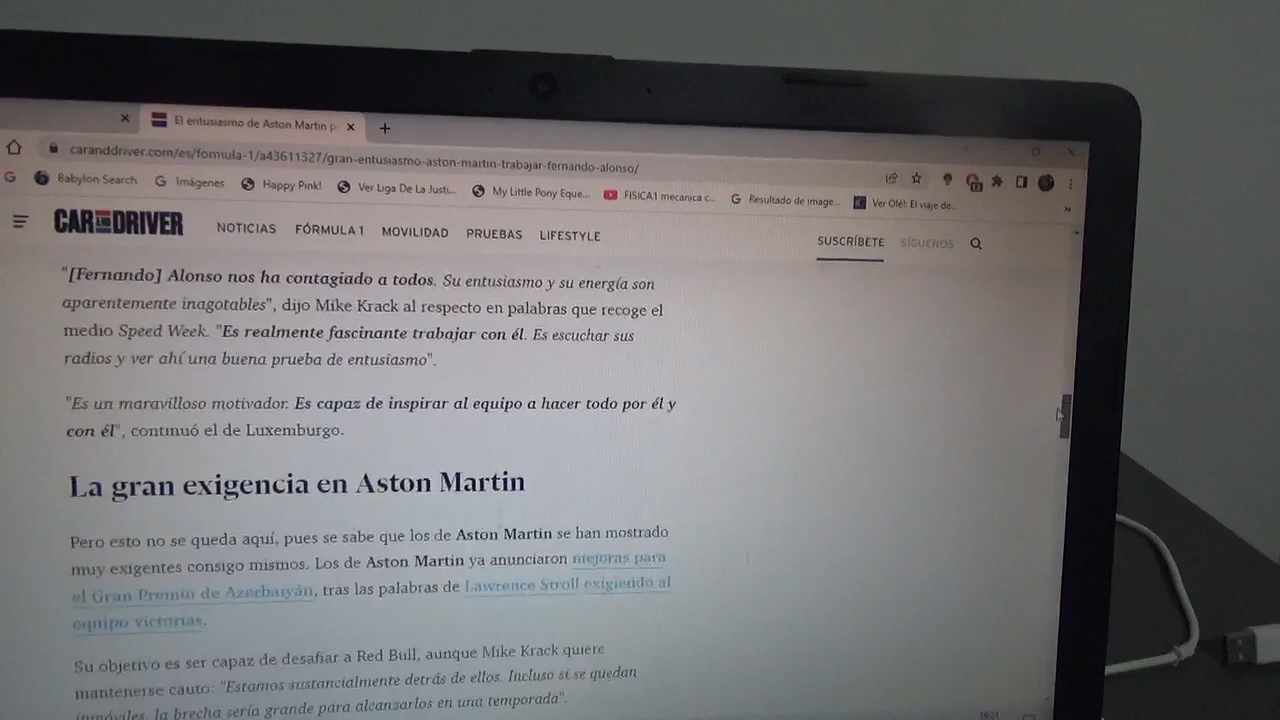 El entusiasmo de Aston Martin p
caranddriver.com/es/formula-1/a43611327/gran-entusiasmo-aston-martin-trabajar-fernando-alonso/
Babylon Search
Imágenes
Happy Pink!
Ver Liga De La Justi...
My Little Pony Eque...
FISICA1 mecanica c...
Resultado de image...
Ver Olé!: El viaje de...
CAR AND DRIVER
NOTICIAS
FÓRMULA 1
MOVILIDAD
PRUEBAS
LIFESTYLE
SUSCRÍBETE
SÍGUENOS
"[Fernando] Alonso nos ha contagiado a todos. Su entusiasmo y su energía son
aparentemente inagotables", dijo Mike Krack al respecto en palabras que recoge el
medio Speed Week. "Es realmente fascinante trabajar con él. Es escuchar sus
radios y ver ahí una buena prueba de entusiasmo".
"Es un maravilloso motivador. Es capaz de inspirar al equipo a hacer todo por él y
con él", continuó el de Luxemburgo.
La gran exigencia en Aston Martin
Pero esto no se queda aquí, pues se sabe que los de Aston Martin se han mostrado
muy exigentes consigo mismos. Los de Aston Martin ya anunciaron mejoras para
el Gran Premio de Azerbaiyán, tras las palabras de Lawrence Stroll exigiendo al
equipo victorias.
Su objetivo es ser capaz de desafiar a Red Bull, aunque Mike Krack quiere
mantenerse cauto: "Estamos sustancialmente detrás de ellos. Incluso si se quedan
inmóviles, la brecha sería grande para alcanzarlos en una temporada".